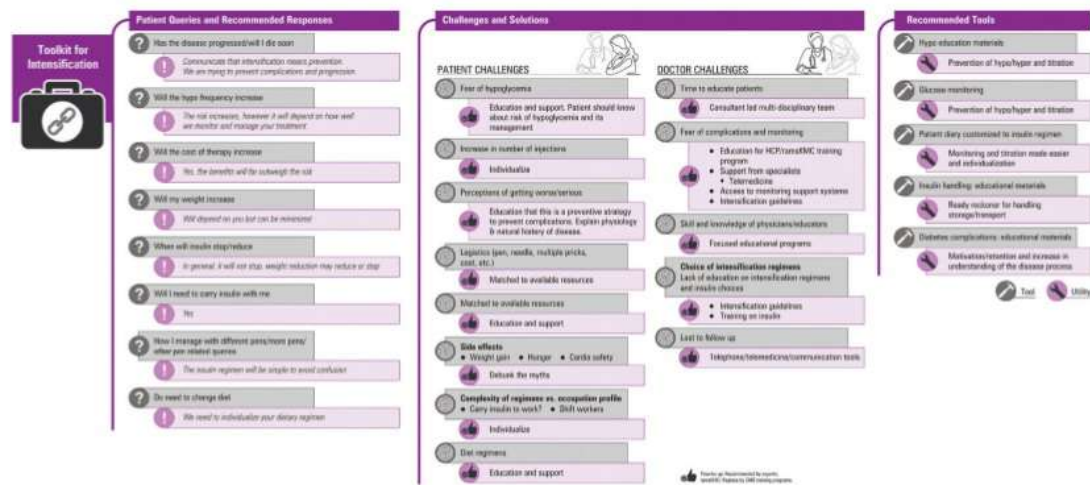 Toolkit for
Intensification
Patient Queries and Recommended Responses
Has the disease progressed/will I die soon
Communicate that intensification means prevention.
We are trying to prevent complications and progression.
Will the hypo frequency increase
The risk increases, however it will depend on how well
we monitor and manage your treatment
Will the cost of therapy increase
Yes, the benefits will far outweigh the risk
Will my weight increase
Will depend on you but can be minimized
When will insulin stop/reduce
In general, it will not stop, weight reduction may reduce or stop
Will I need to carry insulin with me
Yes
How I manage with different pens/more pens/
other pen related queries
The insulin regimen will be simple to avoid confusion
Do need to change diet
We need to individualize your dietary regimen
Challenges and Solutions
PATIENT CHALLENGES
Fear of hypoglycemia
Education and support. Patient should know
about risk of hypoglycemia and its
management
Increase in number of injections
Individualize
Perceptions of getting worse/serious
Education that this is a preventive strategy
to prevent complications. Explain physiology
& natural history of disease.
Logistics (pen, needle, multiple pricks,
cost, etc.)
Matched to available resources
Matched to available resources
Education and support
Side effects
• Weight gain • Hunger • Cardio safety
Debunk the myths
Complexity of regimens vs. occupation profile
• Carry insulin to work? • Shift workers
Individualize
Diet regimens
Education and support
DOCTOR CHALLENGES
Time to educate patients
Consultant led multi-disciplinary team
Fear of complications and monitoring
• Education for HCP/ramsKMC training
program
• Support from specialists
• Telemedicine
• Access to monitoring support systems
• Intensification guidelines
Skill and knowledge of physicians/educators
Focused educational programs
Choice of intensification regimens
Lack of education on intensification regimens
and insulin choices
• Intensification guidelines
• Training on insulin
Lost to follow up
Telephone/telemedicine/communication tools
Thumbs up: Recommended by experts;
training programs.
Recommended Tools
Hypo education materials
Prevention of hypo/hyper and titration
Glucose monitoring
Prevention of hypo/hyper and titration
Patient diary customized to insulin regimen
Monitoring and titration made easier
and individualization
Insulin handling: educational materials
Ready reckoner for handling
storage/transport
Diabetes complications: educational materials
Motivation/retention and increase in
understanding of the disease process
Tool Utility